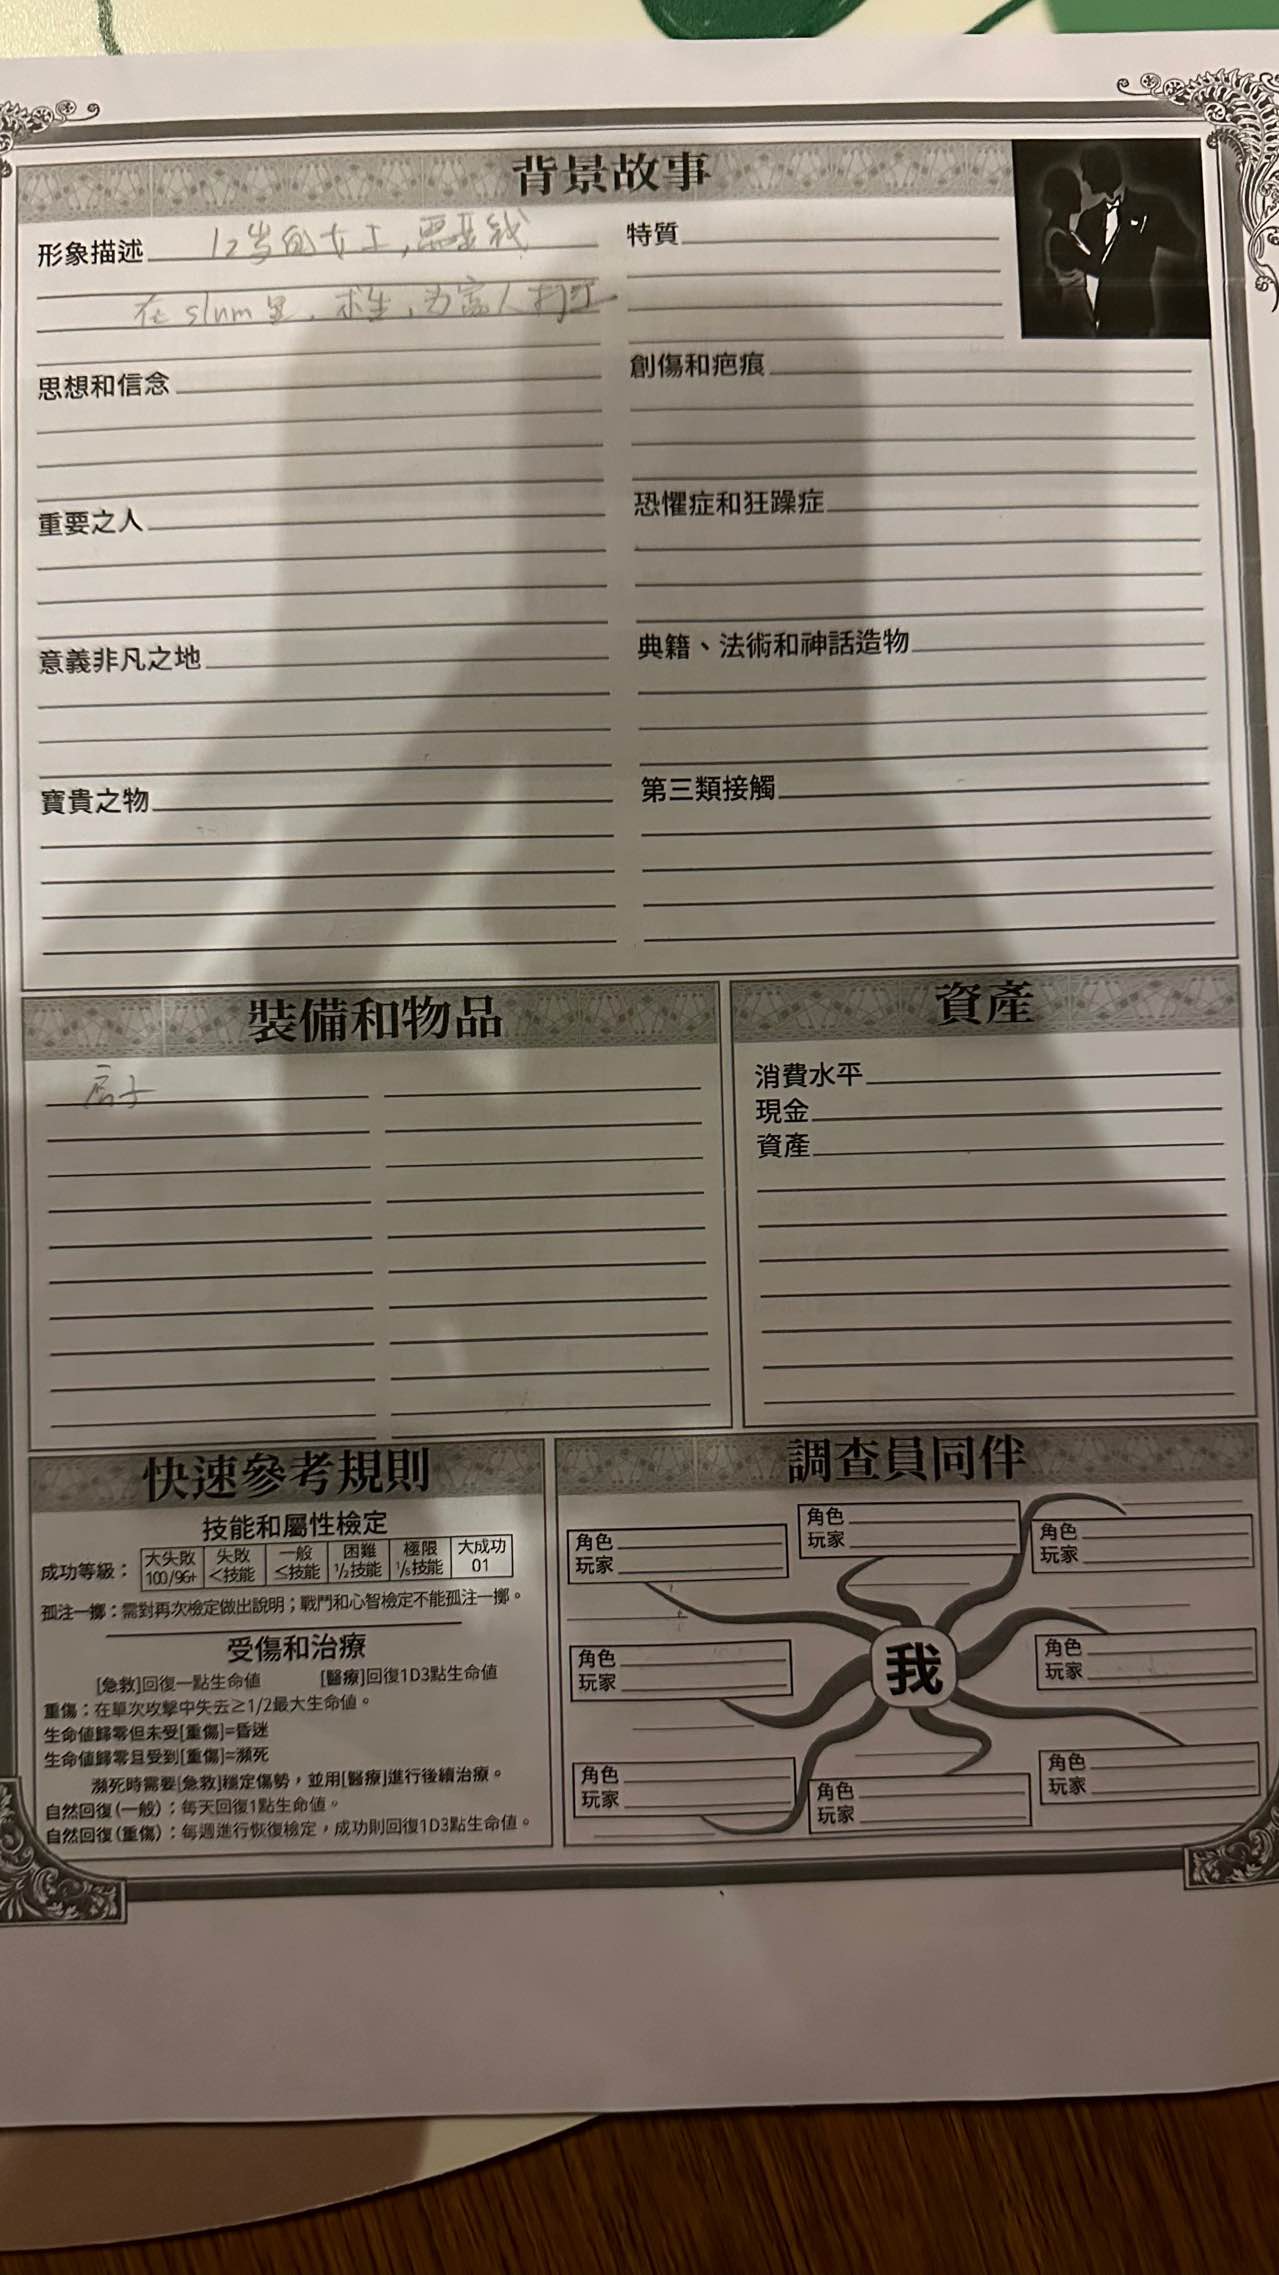 背景故事
形象描述 12岁的女工,
在slum里,求生,为家人打工
思想和信念
重要之人
意義非凡之地
寶貴之物
特質
創傷和疤痕
恐懼症和狂躁症
典籍、法術和神話造物
第三類接觸
裝備和物品
資產
消費水平
現金
資產
快速參考規則
技能和屬性檢定
成功等級: 大失敗 失敗 一般 困難 極限 大成功
100/96+ <技能 ≤技能 1/2技能 1/5技能 01
孤注一擲:需對再次檢定做出說明;戰鬥和心智檢定不能孤注一擲。
受傷和治療
[急救]回復一點生命值 [醫療]回復1D3點生命值
重傷:在單次攻擊中失去≥1/2最大生命值。
生命值歸零但未受[重傷]=昏迷
生命值歸零且受到[重傷]=瀕死
瀕死時需要[急救]穩定傷勢,並用[醫療]進行後續治療。
自然回復(一般):每天回復1點生命值。
自然回復(重傷):每週進行恢復檢定,成功則回復1D3點生命值。
調查員同伴
角色
玩家
角色
玩家
角色
玩家
角色
玩家
我
角色
玩家
角色
玩家
角色
玩家
角色
玩家